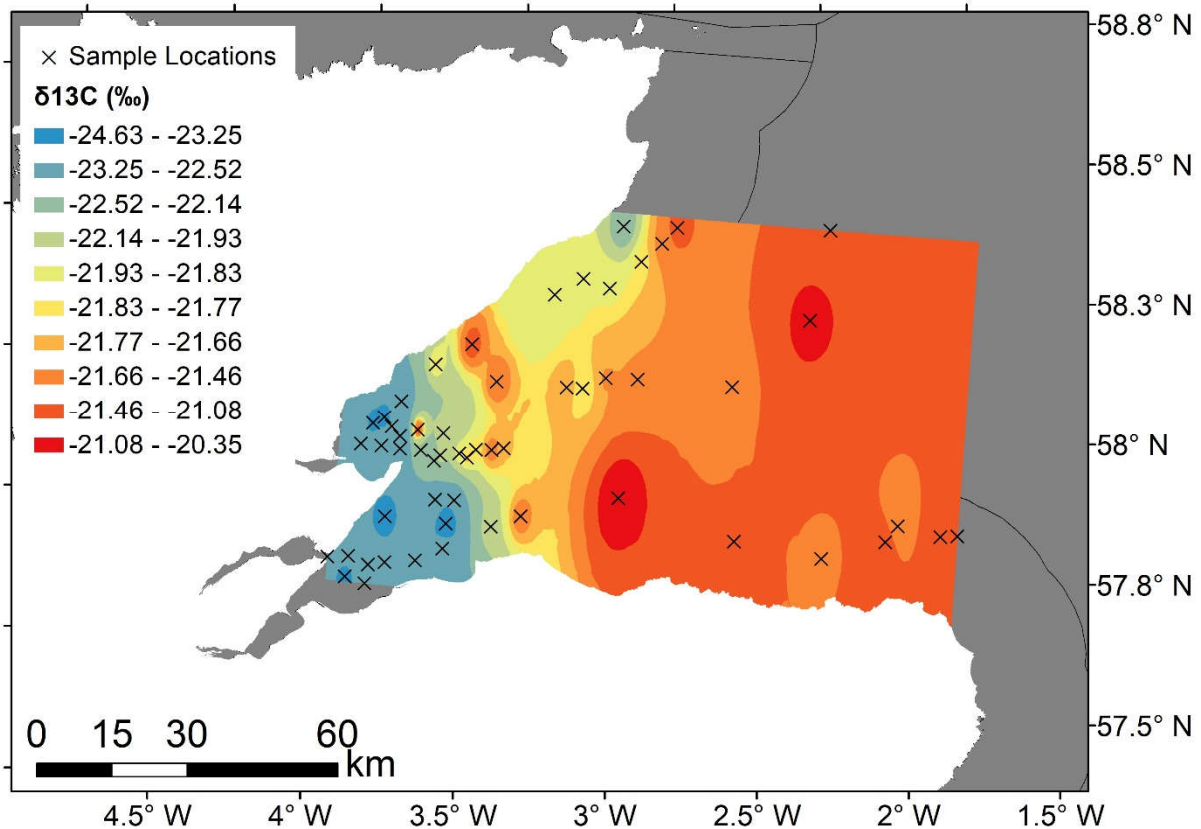 × Sample Locations
δ13C (‰)
-24.63 - -23.25
-23.25 - -22.52
-22.52 - -22.14
-22.14 - -21.93
-21.93 - -21.83
-21.83 - -21.77
-21.77 - -21.66
-21.66 - -21.46
-21.46 - -21.08
-21.08 - -20.35
58.8° N
58.5° N
58.3° N
58° N
57.8° N
57.5° N
0 15 30 60
km
4.5° W 4° W 3.5° W 3° W 2.5° W 2° W 1.5° W